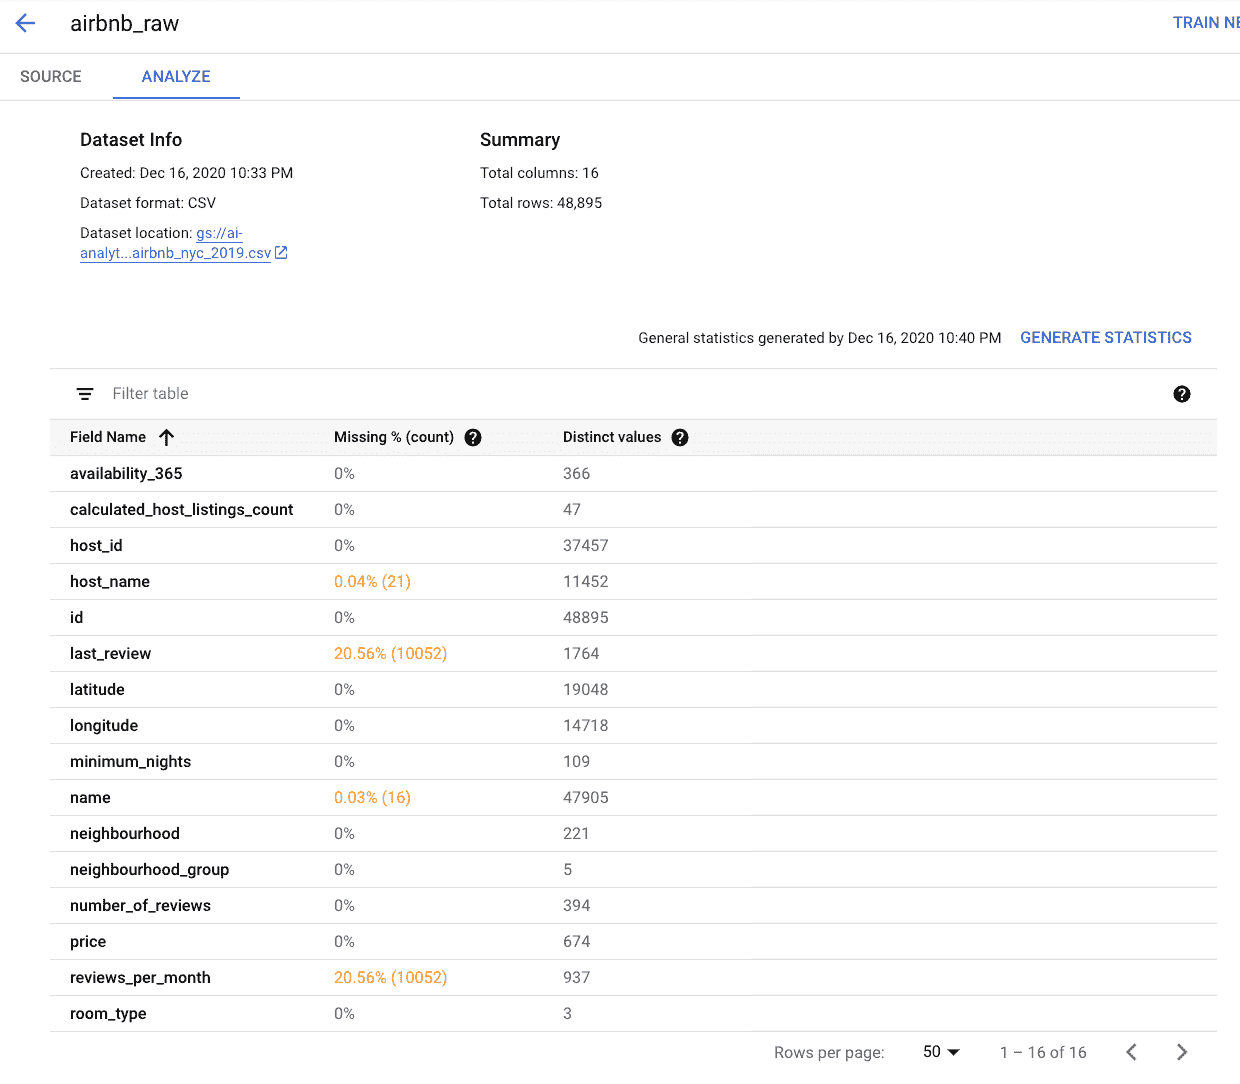 airbnb_raw
TRAIN NE
SOURCE ANALYZE
Dataset Info
Created: Dec 16, 2020 10:33 PM
Dataset format: CSV
Dataset location: gs://ai-
analyt...airbnb_nyc_2019.csv
Summary
Total columns: 16
Total rows: 48,895
General statistics generated by Dec 16, 2020 10:40 PM GENERATE STATISTICS
Filter table ?
Field Name Missing % (count) ? Distinct values ?
availability_365 0% 366
calculated_host_listings_count 0% 47
host_id 0% 37457
host_name 0.04% (21) 11452
id 0% 48895
last_review 20.56% (10052) 1764
latitude 0% 19048
longitude 0% 14718
minimum_nights 0% 109
name 0.03% (16) 47905
neighbourhood 0% 221
neighbourhood_group 0% 5
number_of_reviews 0% 394
price 0% 674
reviews_per_month 20.56% (10052) 937
room_type 0% 3
Rows per page: 50 1 – 16 of 16